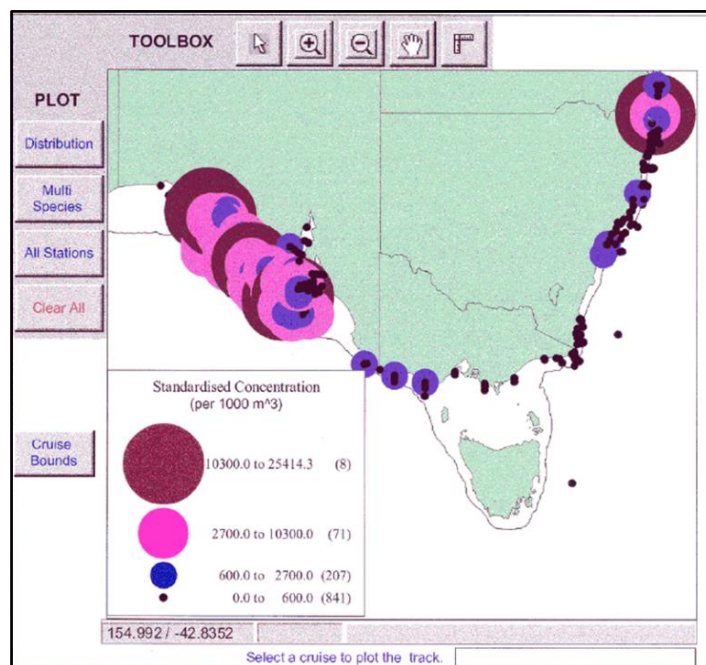 TOOLBOX
PLOT
Distribution
Multi
Species
All Stations
Clear All
Cruise
Bounds
Standardised Concentration
(per 1000 m^3)
10300.0 to 25414.3 (8)
2700.0 to 10300.0 (71)
600.0 to 2700.0 (207)
0.0 to 600.0 (841)
154.992 / -42.8352
Select a cruise to plot the track.